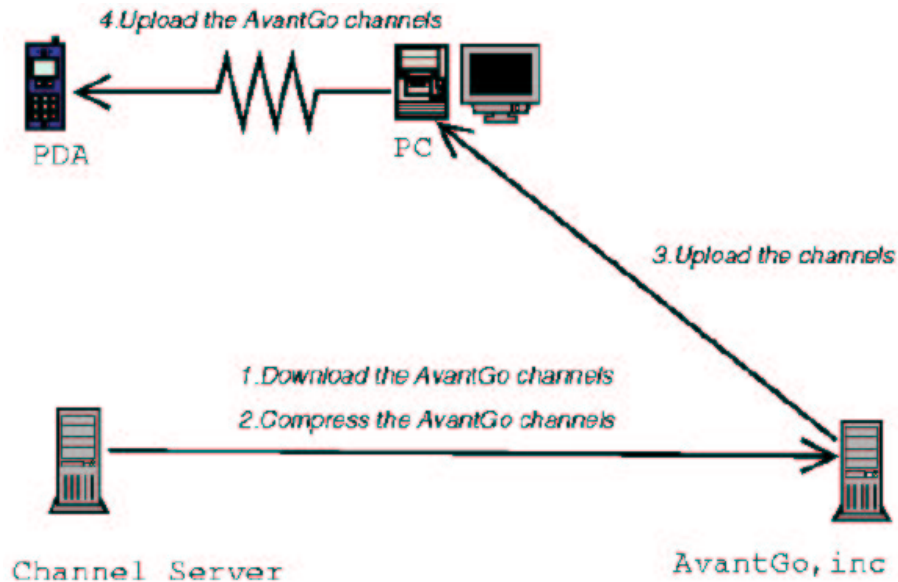 4.Upload the AvantGo channels
PDA
PC
3.Upload the channels
1.Download the AvantGo channels
2.Compress the AvantGo channels
Channel Server
AvantGo,inc